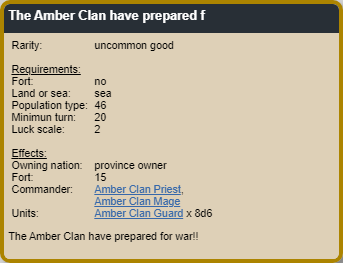 The Amber Clan have prepared f
Rarity: uncommon good
Requirements:
Fort: no
Land or sea: sea
Population type: 46
Minimun turn: 20
Luck scale: 2
Effects:
Owning nation: province owner
Fort: 15
Commander: Amber Clan Priest,
Amber Clan Mage
Units: Amber Clan Guard x 8d6
The Amber Clan have prepared for war!!